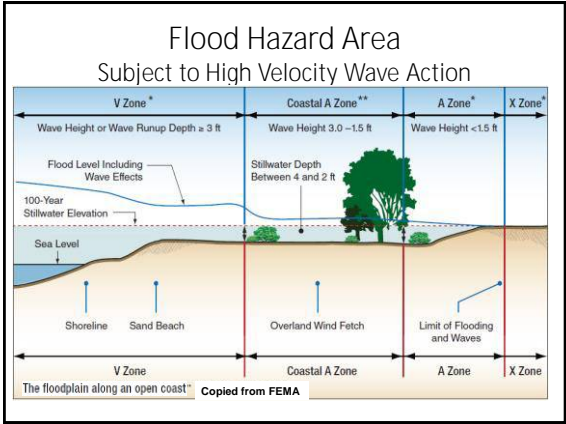 Flood Hazard Area
Subject to High Velocity Wave Action
V Zone*
Coastal A Zone**
A Zone*
X Zone*
Wave Height or Wave Runup Depth ≥ 3 ft
Wave Height 3.0 –1.5 ft
Wave Height <1.5 ft
Flood Level Including
Wave Effects
Stillwater Depth
Between 4 and 2 ft
100-Year
Stillwater Elevation
Sea Level
Shoreline
Sand Beach
Overland Wind Fetch
Limit of Flooding
and Waves
V Zone
Coastal A Zone
A Zone
X Zone
The floodplain along an open coast"
Copied from FEMA